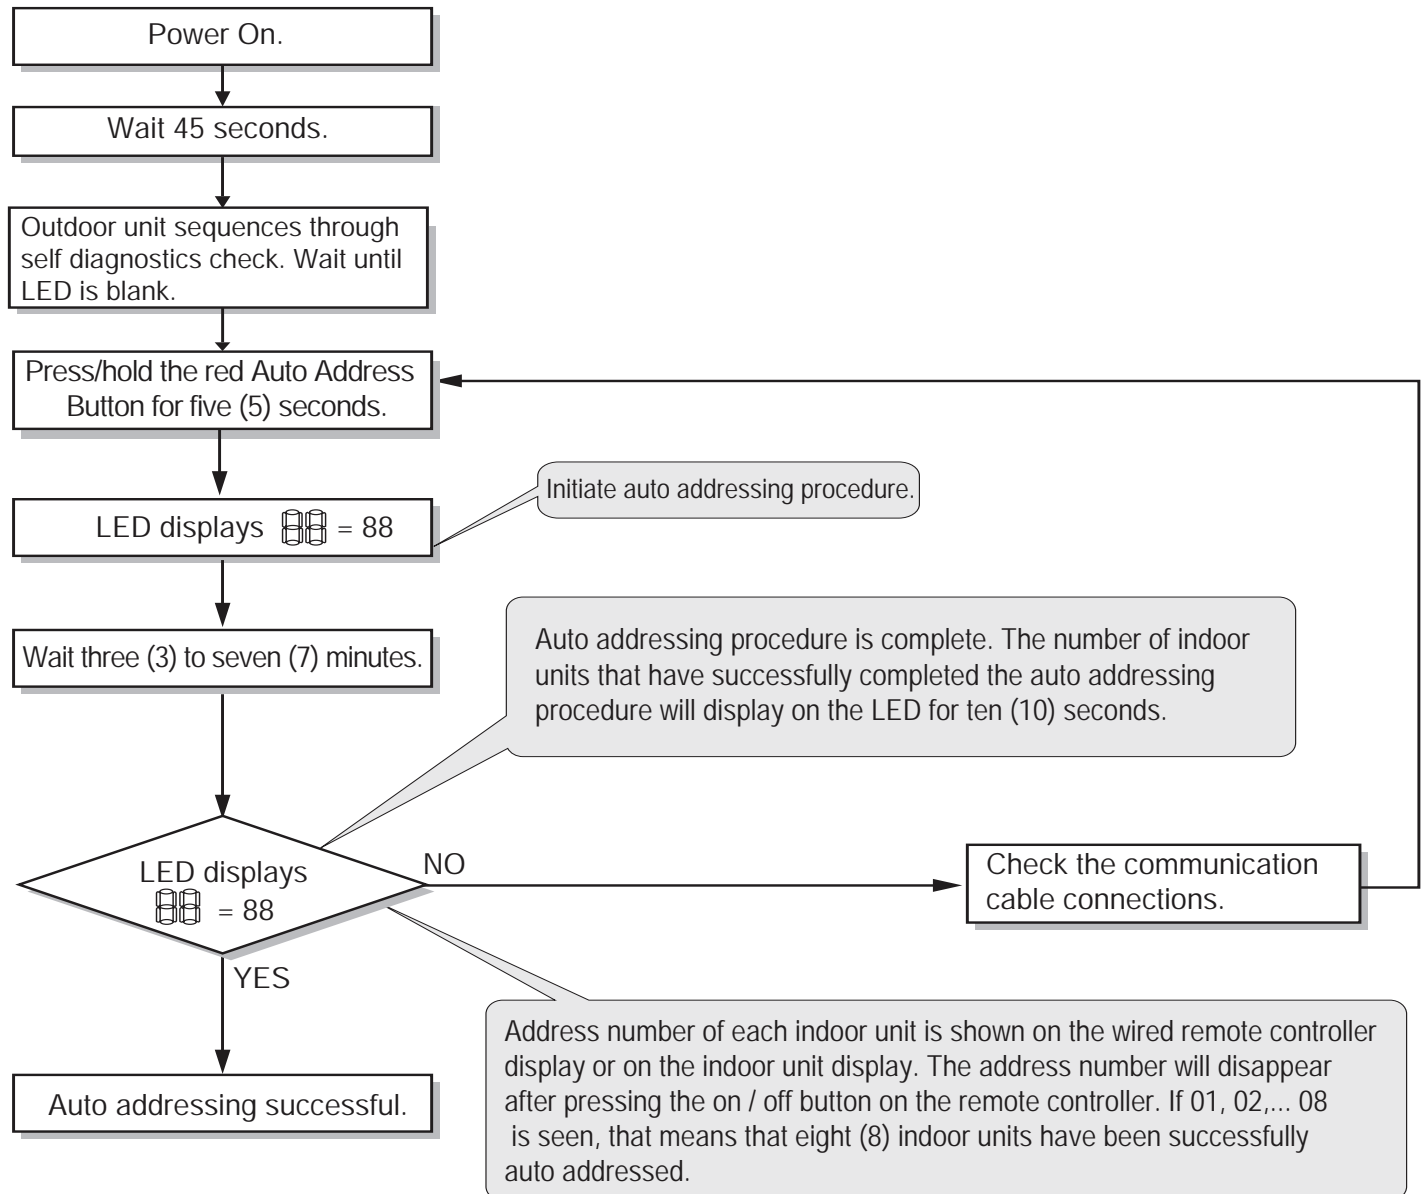 Power On.
Wait 45 seconds.
Outdoor unit sequences through
self diagnostics check. Wait until
LED is blank.
Press/hold the red Auto Address
Button for five (5) seconds.
Initiate auto addressing procedure.
LED displays 88 = 88
Wait three (3) to seven (7) minutes.
Auto addressing procedure is complete. The number of indoor
units that have successfully completed the auto addressing
procedure will display on the LED for ten (10) seconds.
LED displays
88 = 88
NO
Check the communication
cable connections.
YES
Auto addressing successful.
Address number of each indoor unit is shown on the wired remote controller
display or on the indoor unit display. The address number will disappear
after pressing the on / off button on the remote controller. If 01, 02,... 08
is seen, that means that eight (8) indoor units have been successfully
auto addressed.